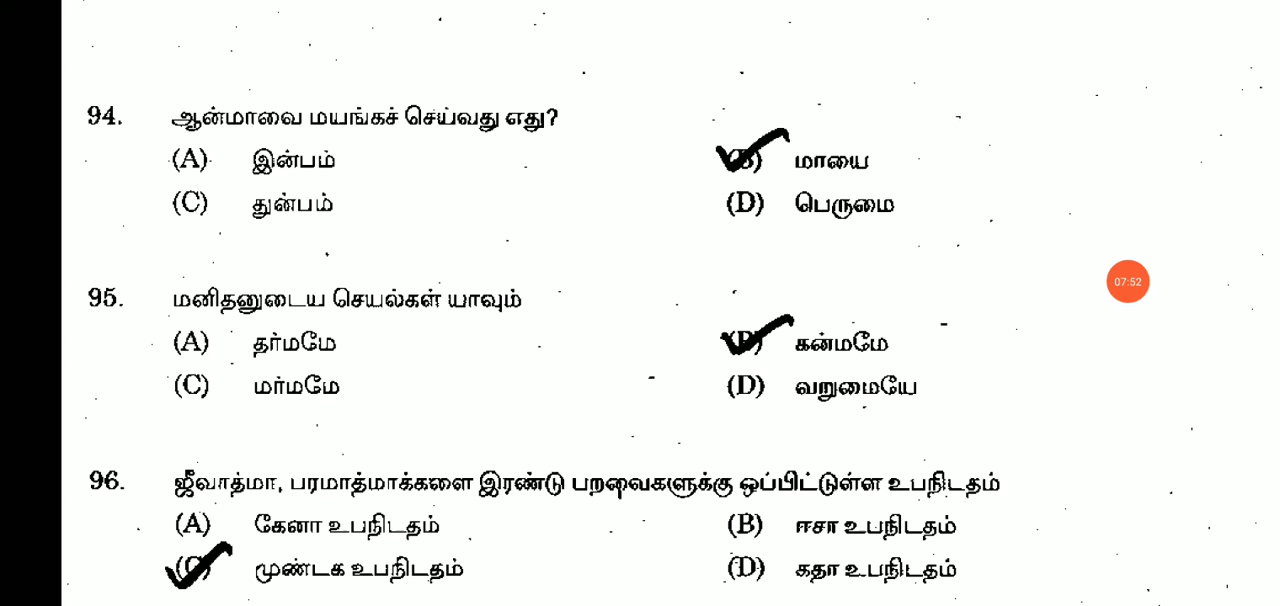 94. ஆன்மாவை மயங்கச் செய்வது எது?
(A) இன்பம் (B) மாயை
(C) துன்பம் (D) பெருமை
95. மனிதனுடைய செயல்கள் யாவும்
07:52
(A) தர்மமே (B) கன்மமே
(C) மர்மமே (D) வறுமையே
96. ஜீவாத்மா, பரமாத்மாக்களை இரண்டு பறவைகளுக்கு ஒப்பிட்டுள்ள உபநிடதம்
(A) கேனா உபநிடதம் (B) ஈசா உபநிடதம்
(C) முண்டக உபநிடதம் (D) கதா உபநிடதம்